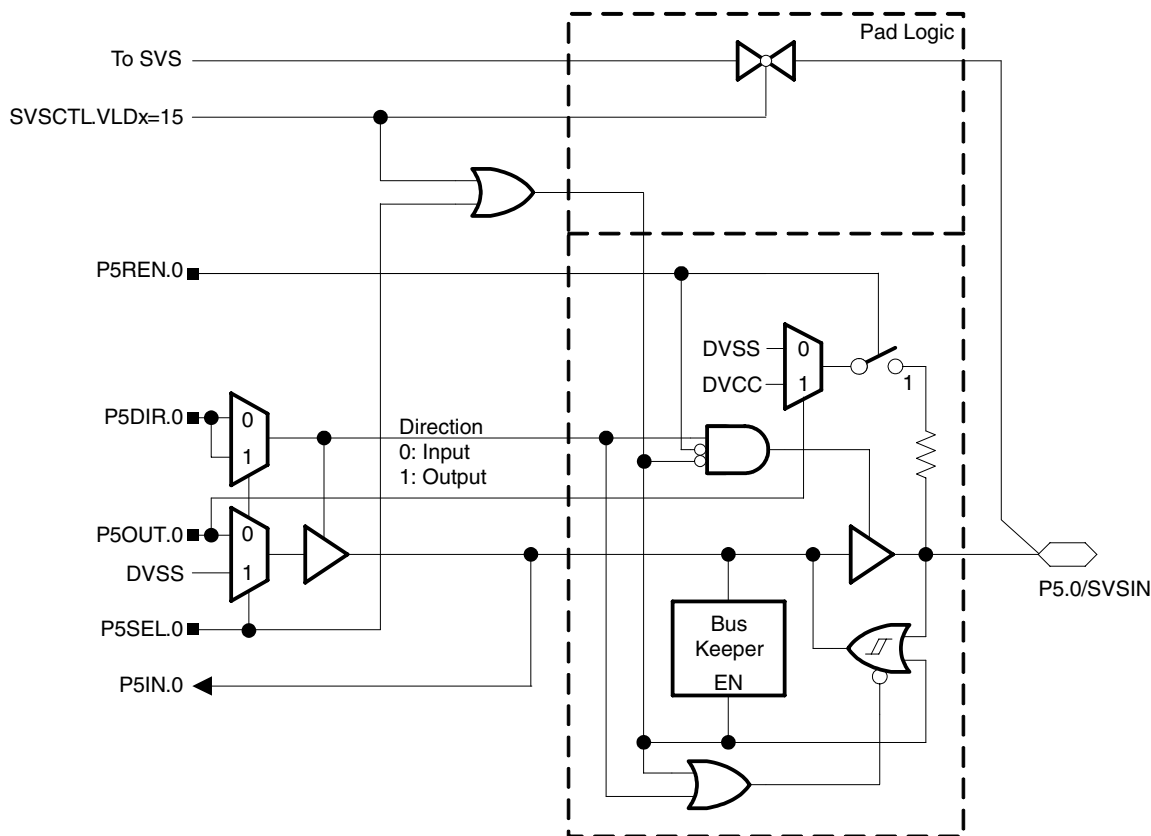 Pad Logic
To SVS
SVSCTL.VLDx=15
P5REN.0
DVSS
0
DVCC
1
1
P5DIR.0
0
1
Direction
0: Input
1: Output
P5OUT.0
0
DVSS
1
P5.0/SVSIN
P5SEL.0
Bus
Keeper
EN
P5IN.0